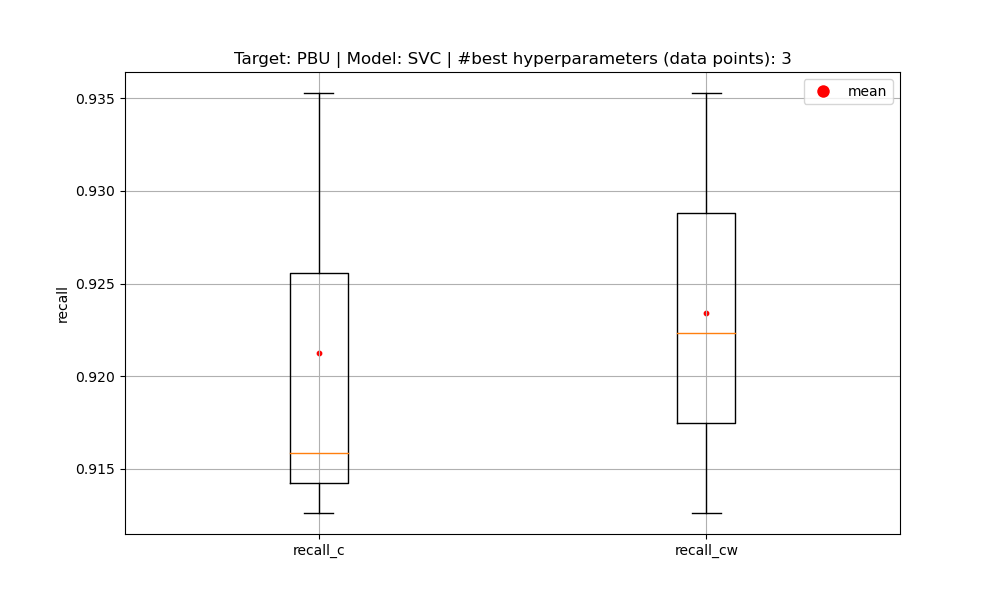 Target: PBU | Model: SVC | #best hyperparameters (data points): 3
mean
0.935
0.930
0.925
0.920
0.915
recall
recall_c
recall_cw